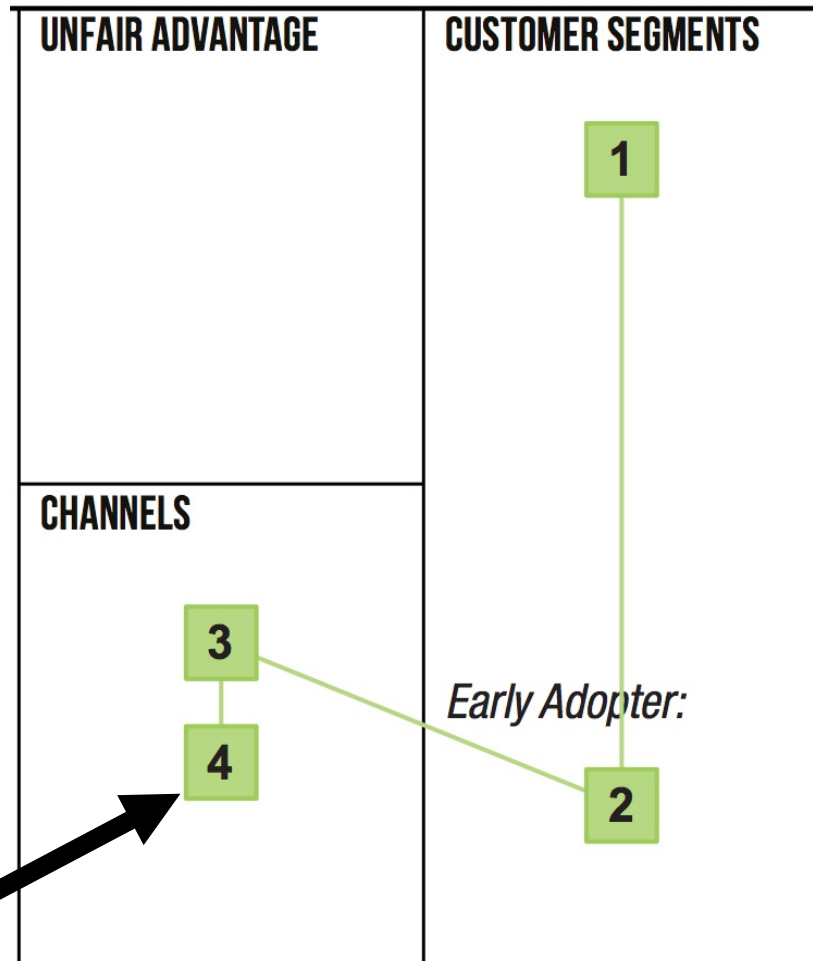 UNFAIR ADVANTAGE
CUSTOMER SEGMENTS
1
CHANNELS
3
Early Adopter:
4
2